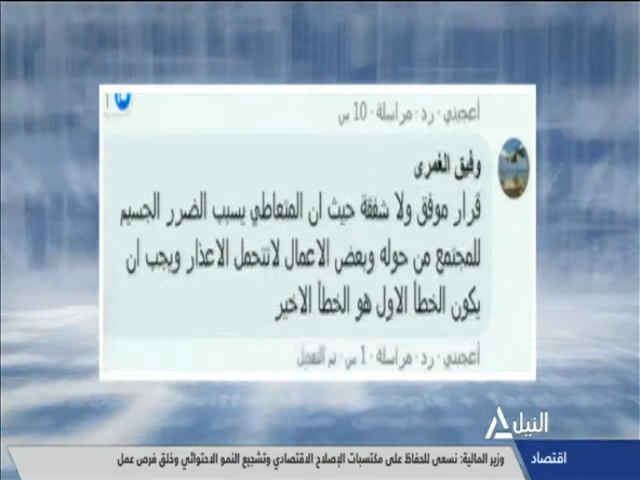 أعجبني · رد · مراسلة · 10 س
1
وفيق الغمرى
قرار موفق ولا شفقة حيث ان المتعاطي يسبب الضرر الجسيم
للمجتمع من حوله وبعض الاعمال لاتتحمل الاعذار ويجب ان
يكون الخطأ الاول هو الخطأ الاخير
أعجبني · رد · مراسلة · 1 س · تم التعديل
النيل
اقتصاد
وزير المالية: نسعى للحفاظ على مكتسبات الإصلاح الاقتصادي وتشجيع النمو الاحتوائي وخلق فرص عمل